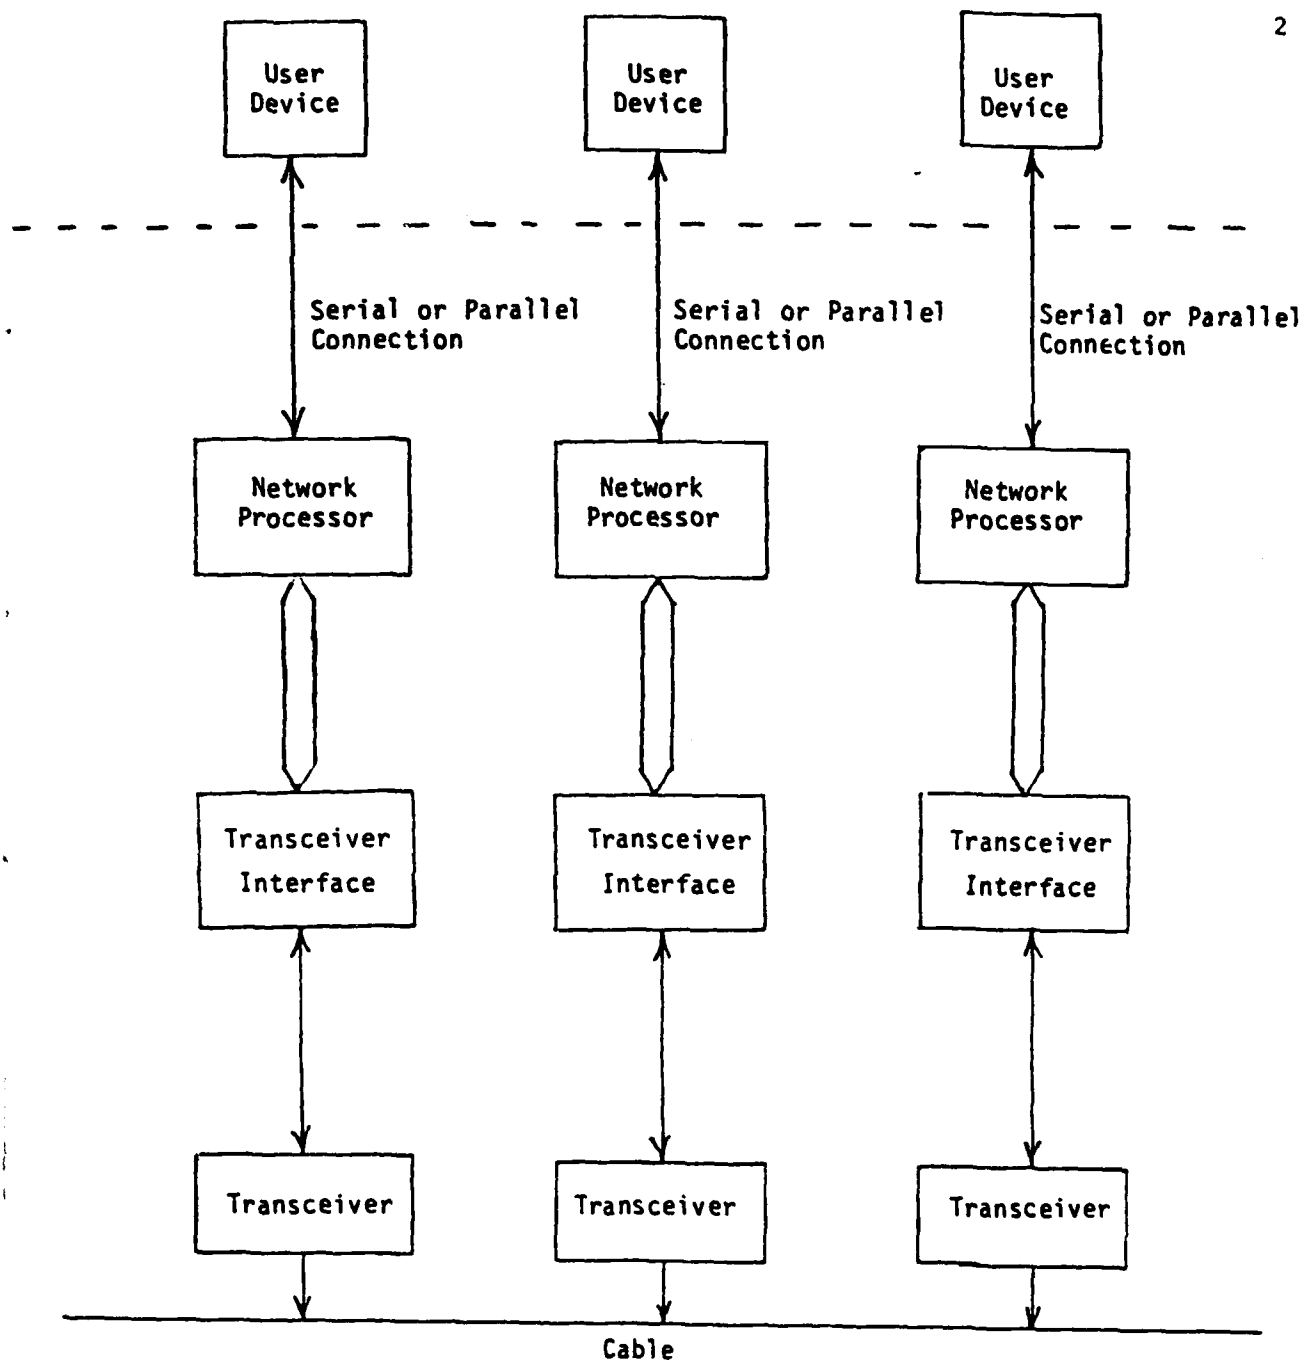 2
User
Device
User
Device
User
Device
Serial or Parallel
Connection
Serial or Parallel
Connection
Serial or Parallel
Connection
Network
Processor
Network
Processor
Network
Processor
Transceiver
Interface
Transceiver
Interface
Transceiver
Interface
Transceiver
Transceiver
Transceiver
Cable